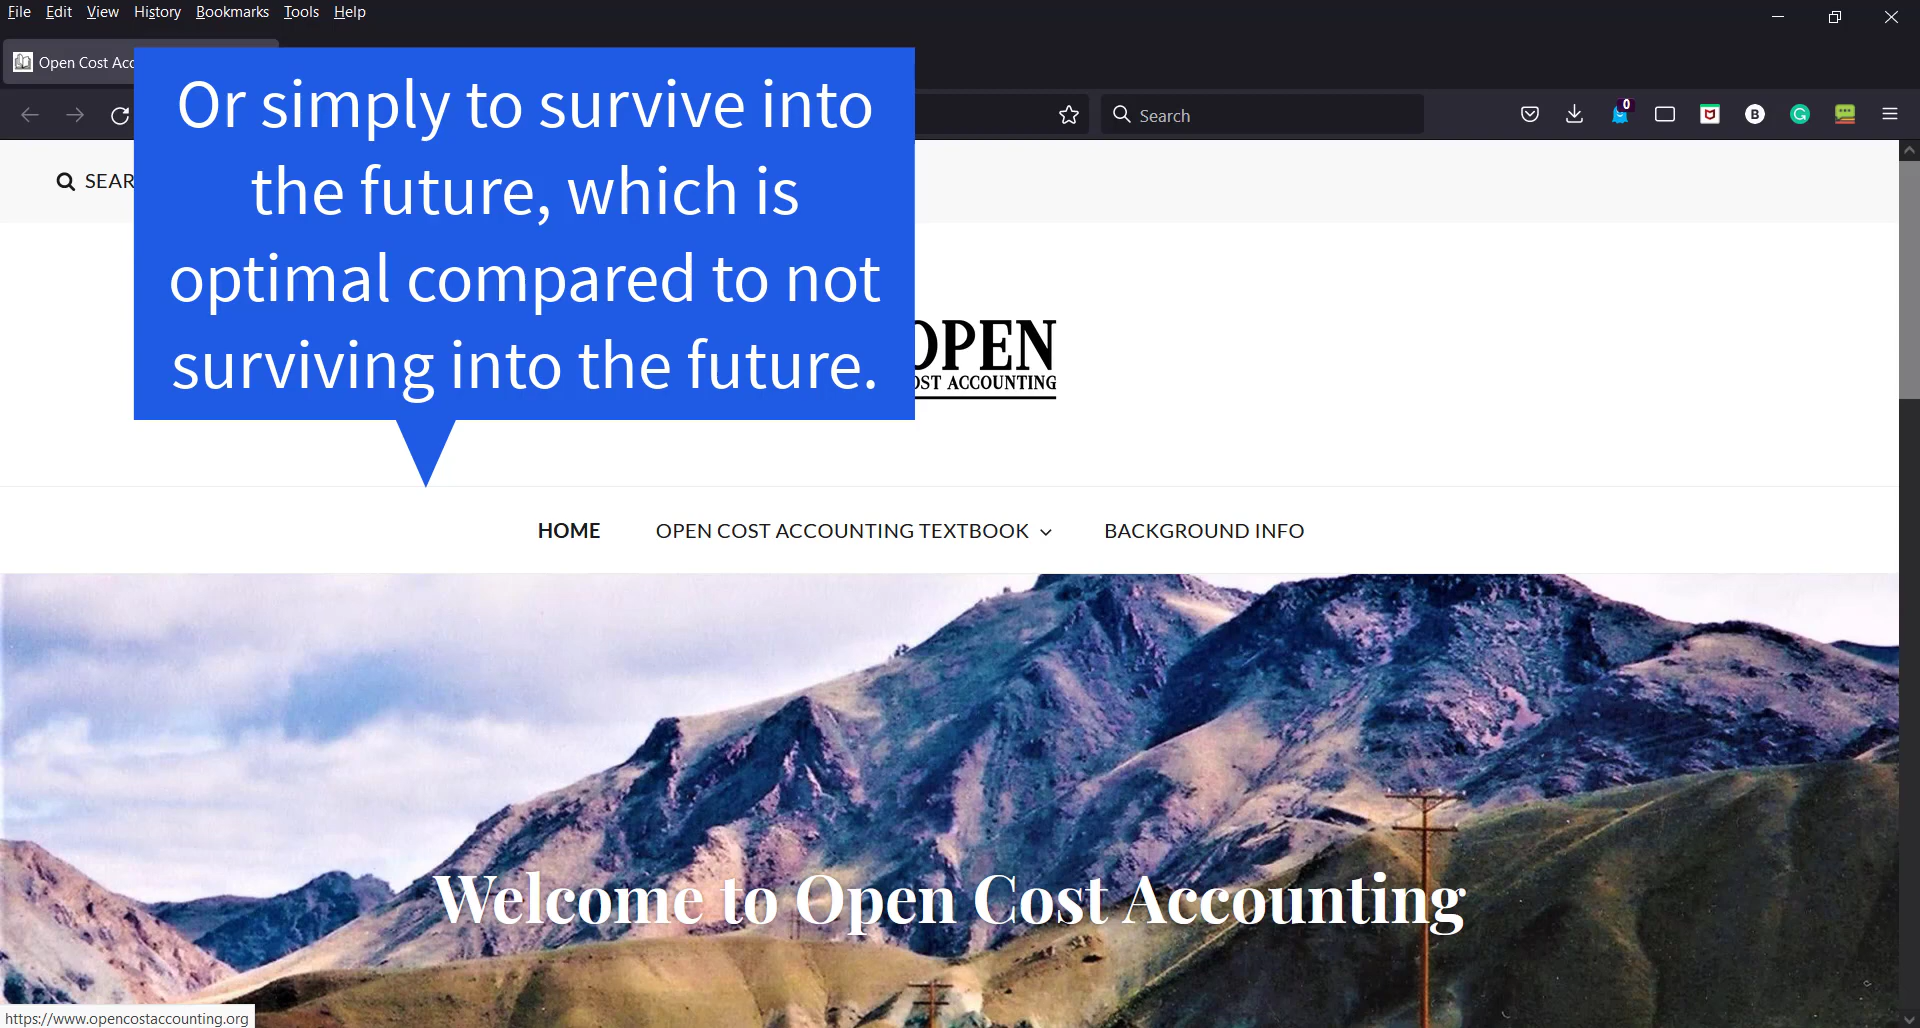 File Edit View History Bookmarks Tools Help
Open Cost Acc
Search
0
B
SEAR
Or simply to survive into
the future, which is
optimal compared to not
surviving into the future.
OPEN
OST ACCOUNTING
HOME
OPEN COST ACCOUNTING TEXTBOOK
BACKGROUND INFO
Welcome to Open Cost Accounting
https://www.opencostaccounting.org